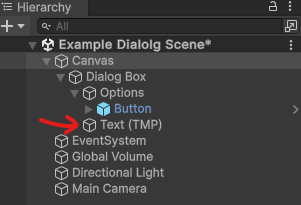 Hierarchy
All
Example Dialolg Scene*
Canvas
Dialog Box
Options
Button
Text (TMP)
EventSystem
Global Volume
Directional Light
Main Camera